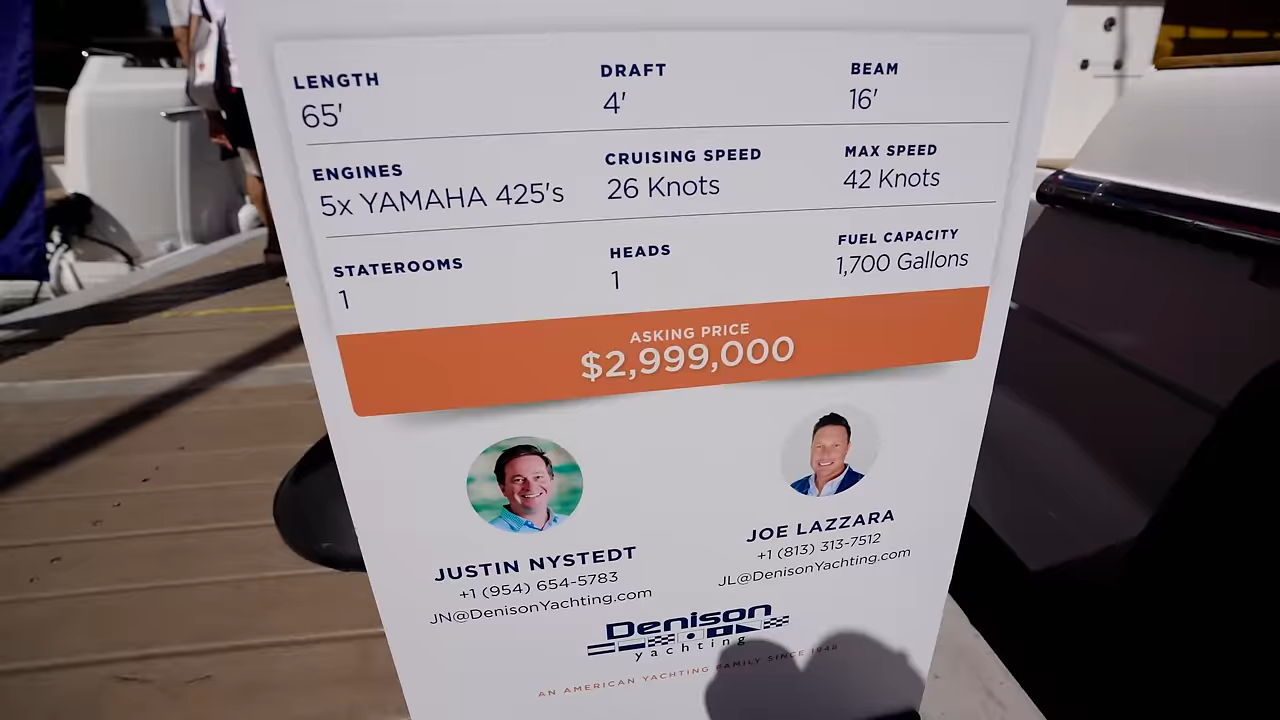 LENGTH DRAFT BEAM
65' 4' 16'
ENGINES CRUISING SPEED MAX SPEED
5x YAMAHA 425's 26 Knots 42 Knots
STATEROOMS HEADS FUEL CAPACITY
1 1 1,700 Gallons
ASKING PRICE
$2,999,000
JUSTIN NYSTEDT
+1 (954) 654-5783
JN@DenisonYachting.com
JOE LAZZARA
+1 (813) 313-7512
JL@DenisonYachting.com
Denison
yachting
AN AMERICAN YACHTING FAMILY SINCE 1948